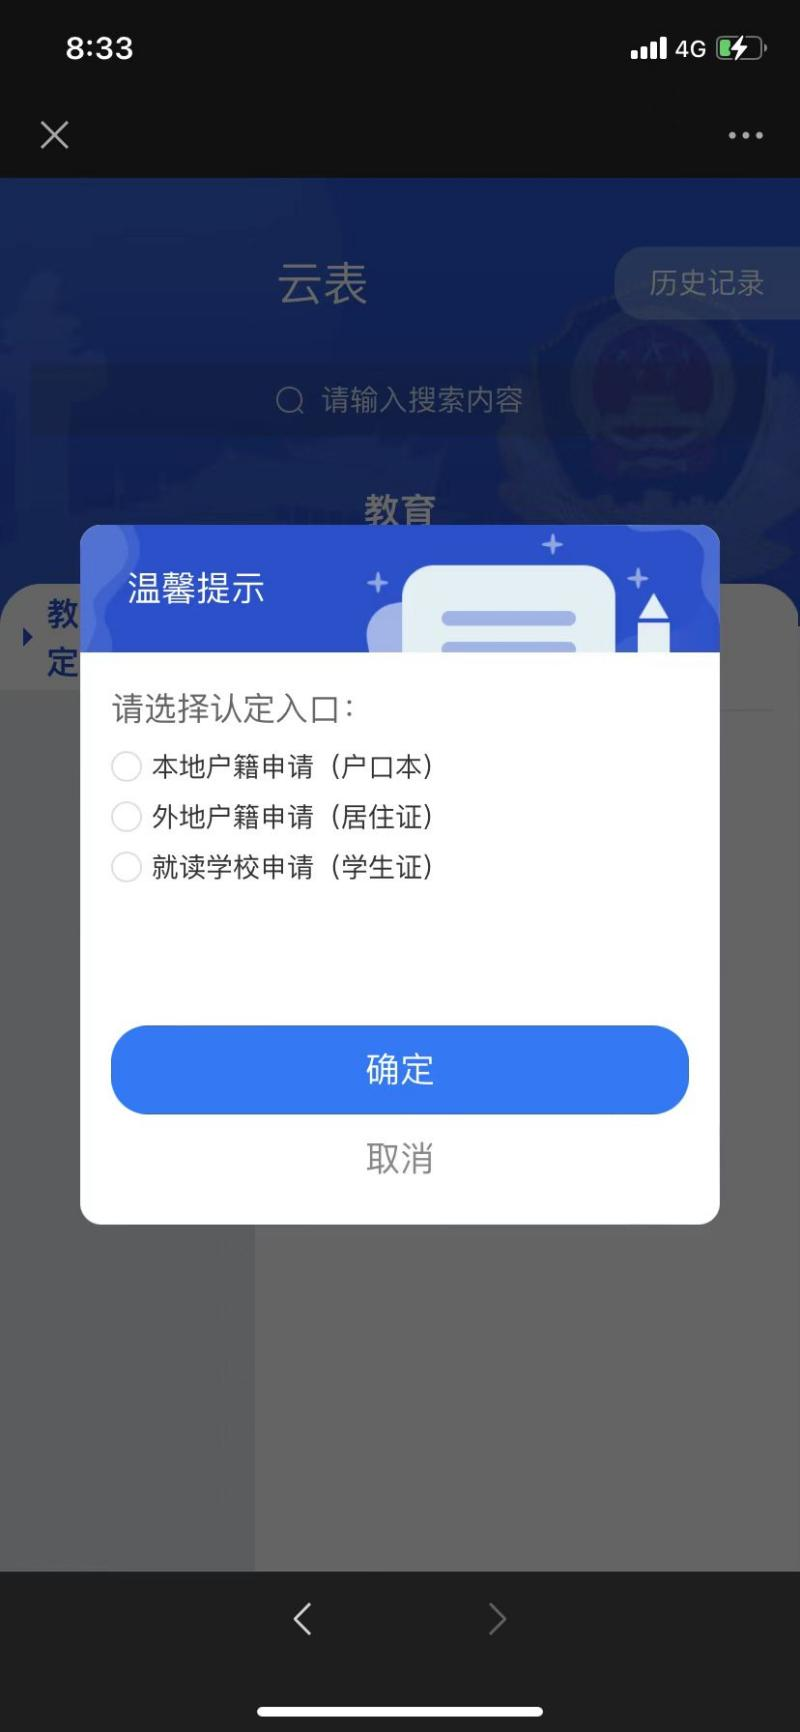 8:33
4G
云表
历史记录
请输入搜索内容
教育
教
定
温馨提示
请选择认定入口：
本地户籍申请（户口本）
外地户籍申请（居住证）
就读学校申请（学生证）
确定
取消